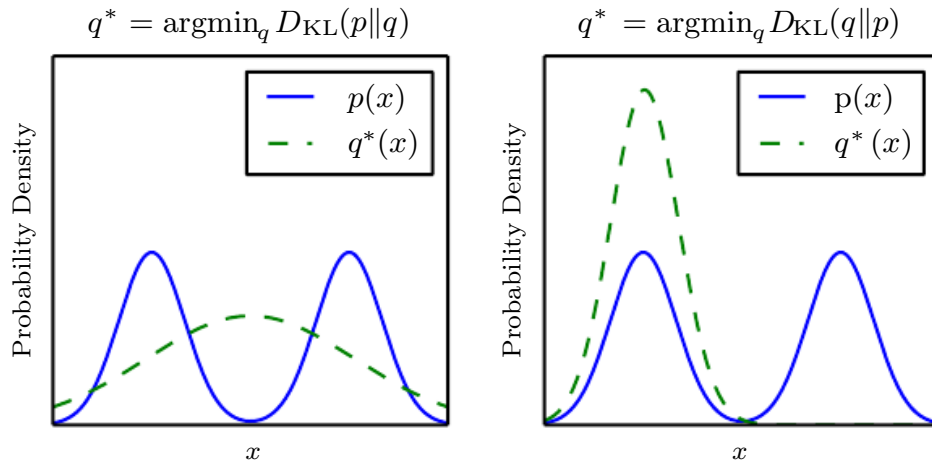 q* = argmin_q D_KL(p‖q)
p(x)
q*(x)
Probability Density
x
q* = argmin_q D_KL(q‖p)
p(x)
q* (x)
Probability Density
x